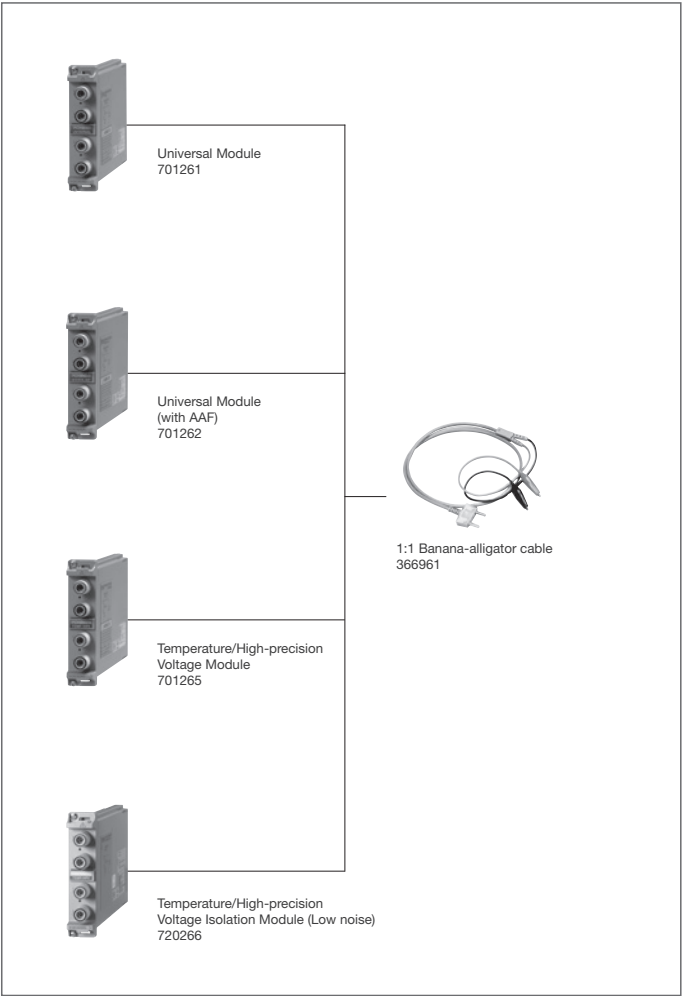 Universal Module
701261
Universal Module
(with AAF)
701262
1:1 Banana-alligator cable
366961
Temperature/High-precision
Voltage Module
701265
Temperature/High-precision
Voltage Isolation Module (Low noise)
720266